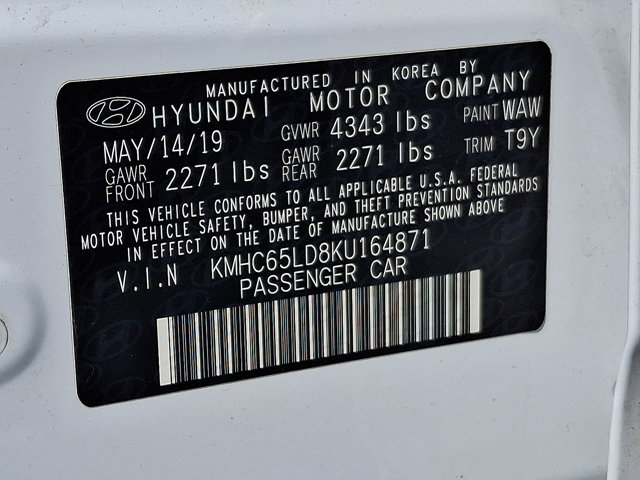 MANUFACTURED IN KOREA BY
HYUNDAI MOTOR COMPANY
MAY/14/19 GVWR 4343 lbs PAINT WAW
GAWR FRONT 2271 lbs GAWR REAR 2271 lbs TRIM T9Y
THIS VEHICLE CONFORMS TO ALL APPLICABLE U.S.A. FEDERAL
MOTOR VEHICLE SAFETY, BUMPER, AND THEFT PREVENTION STANDARDS
IN EFFECT ON THE DATE OF MANUFACTURE SHOWN ABOVE
V.I.N KMHC65LD8KU164871
PASSENGER CAR